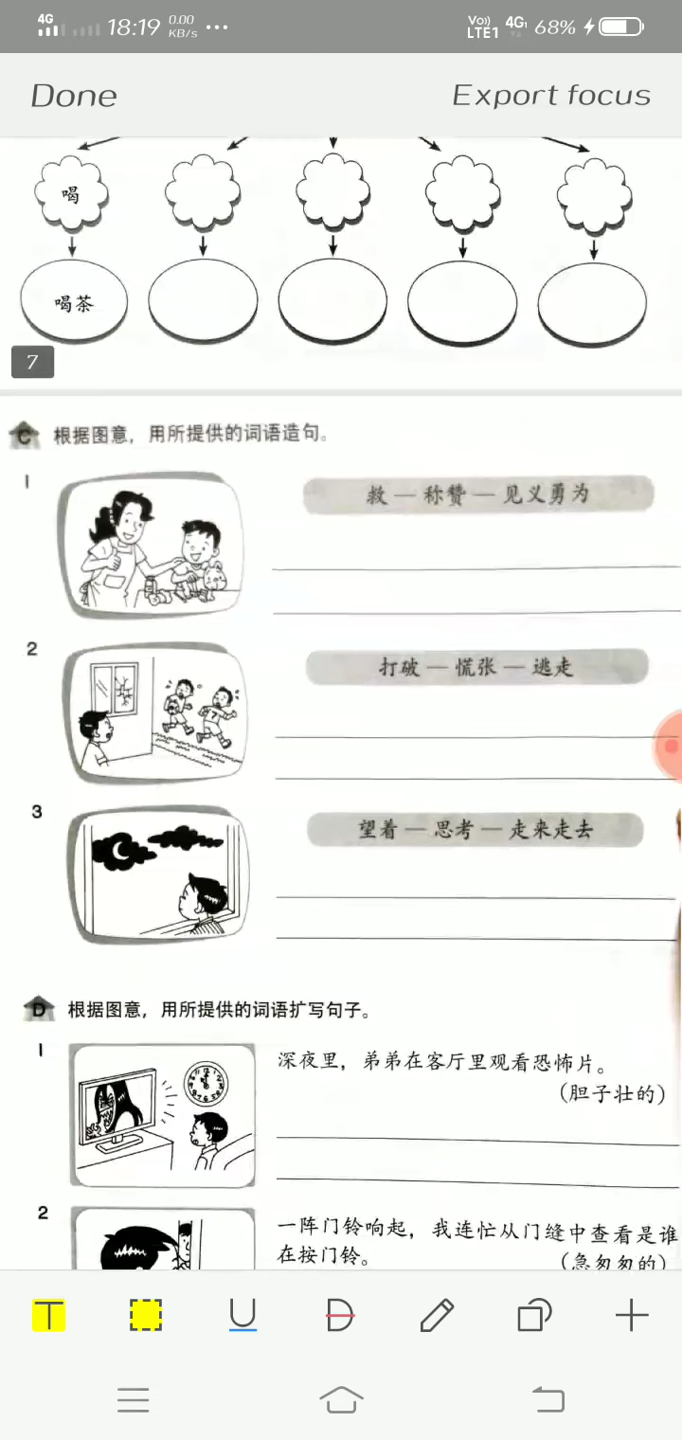 4G 18:19 0.00 KB/s ... Vo)) LTE1 4G 68%
Done Export focus
喝
喝茶
7
C 根据图意，用所提供的词语造句。
1 救 — 称赞 — 见义勇为
2 打破 — 慌张 — 逃走
7
3 望着 — 思考 — 走来走去
D 根据图意，用所提供的词语扩写句子。
1 深夜里，弟弟在客厅里观看恐怖片。
(胆子壮的)
2 一阵门铃响起，我连忙从门缝中查看是谁
在按门铃。 (急匆匆的)
T U D